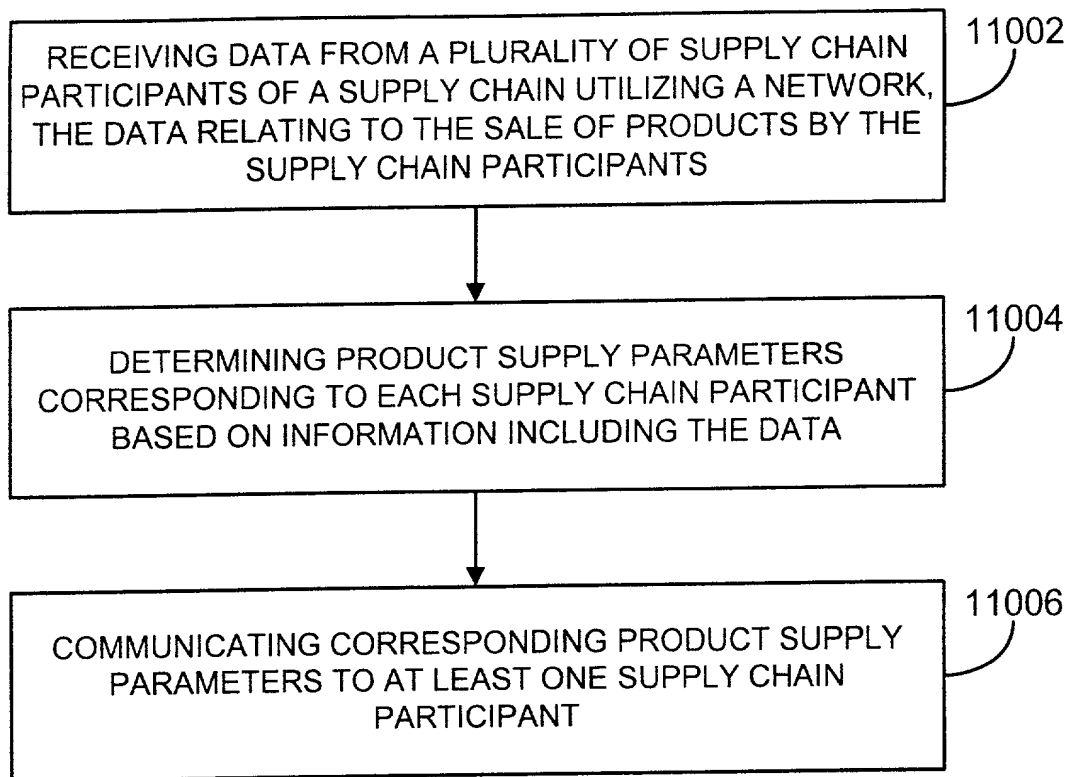 RECEIVING DATA FROM A PLURALITY OF SUPPLY CHAIN
PARTICIPANTS OF A SUPPLY CHAIN UTILIZING A NETWORK,
THE DATA RELATING TO THE SALE OF PRODUCTS BY THE
SUPPLY CHAIN PARTICIPANTS
11002
DETERMINING PRODUCT SUPPLY PARAMETERS
CORRESPONDING TO EACH SUPPLY CHAIN PARTICIPANT
BASED ON INFORMATION INCLUDING THE DATA
11004
COMMUNICATING CORRESPONDING PRODUCT SUPPLY
PARAMETERS TO AT LEAST ONE SUPPLY CHAIN
PARTICIPANT
11006